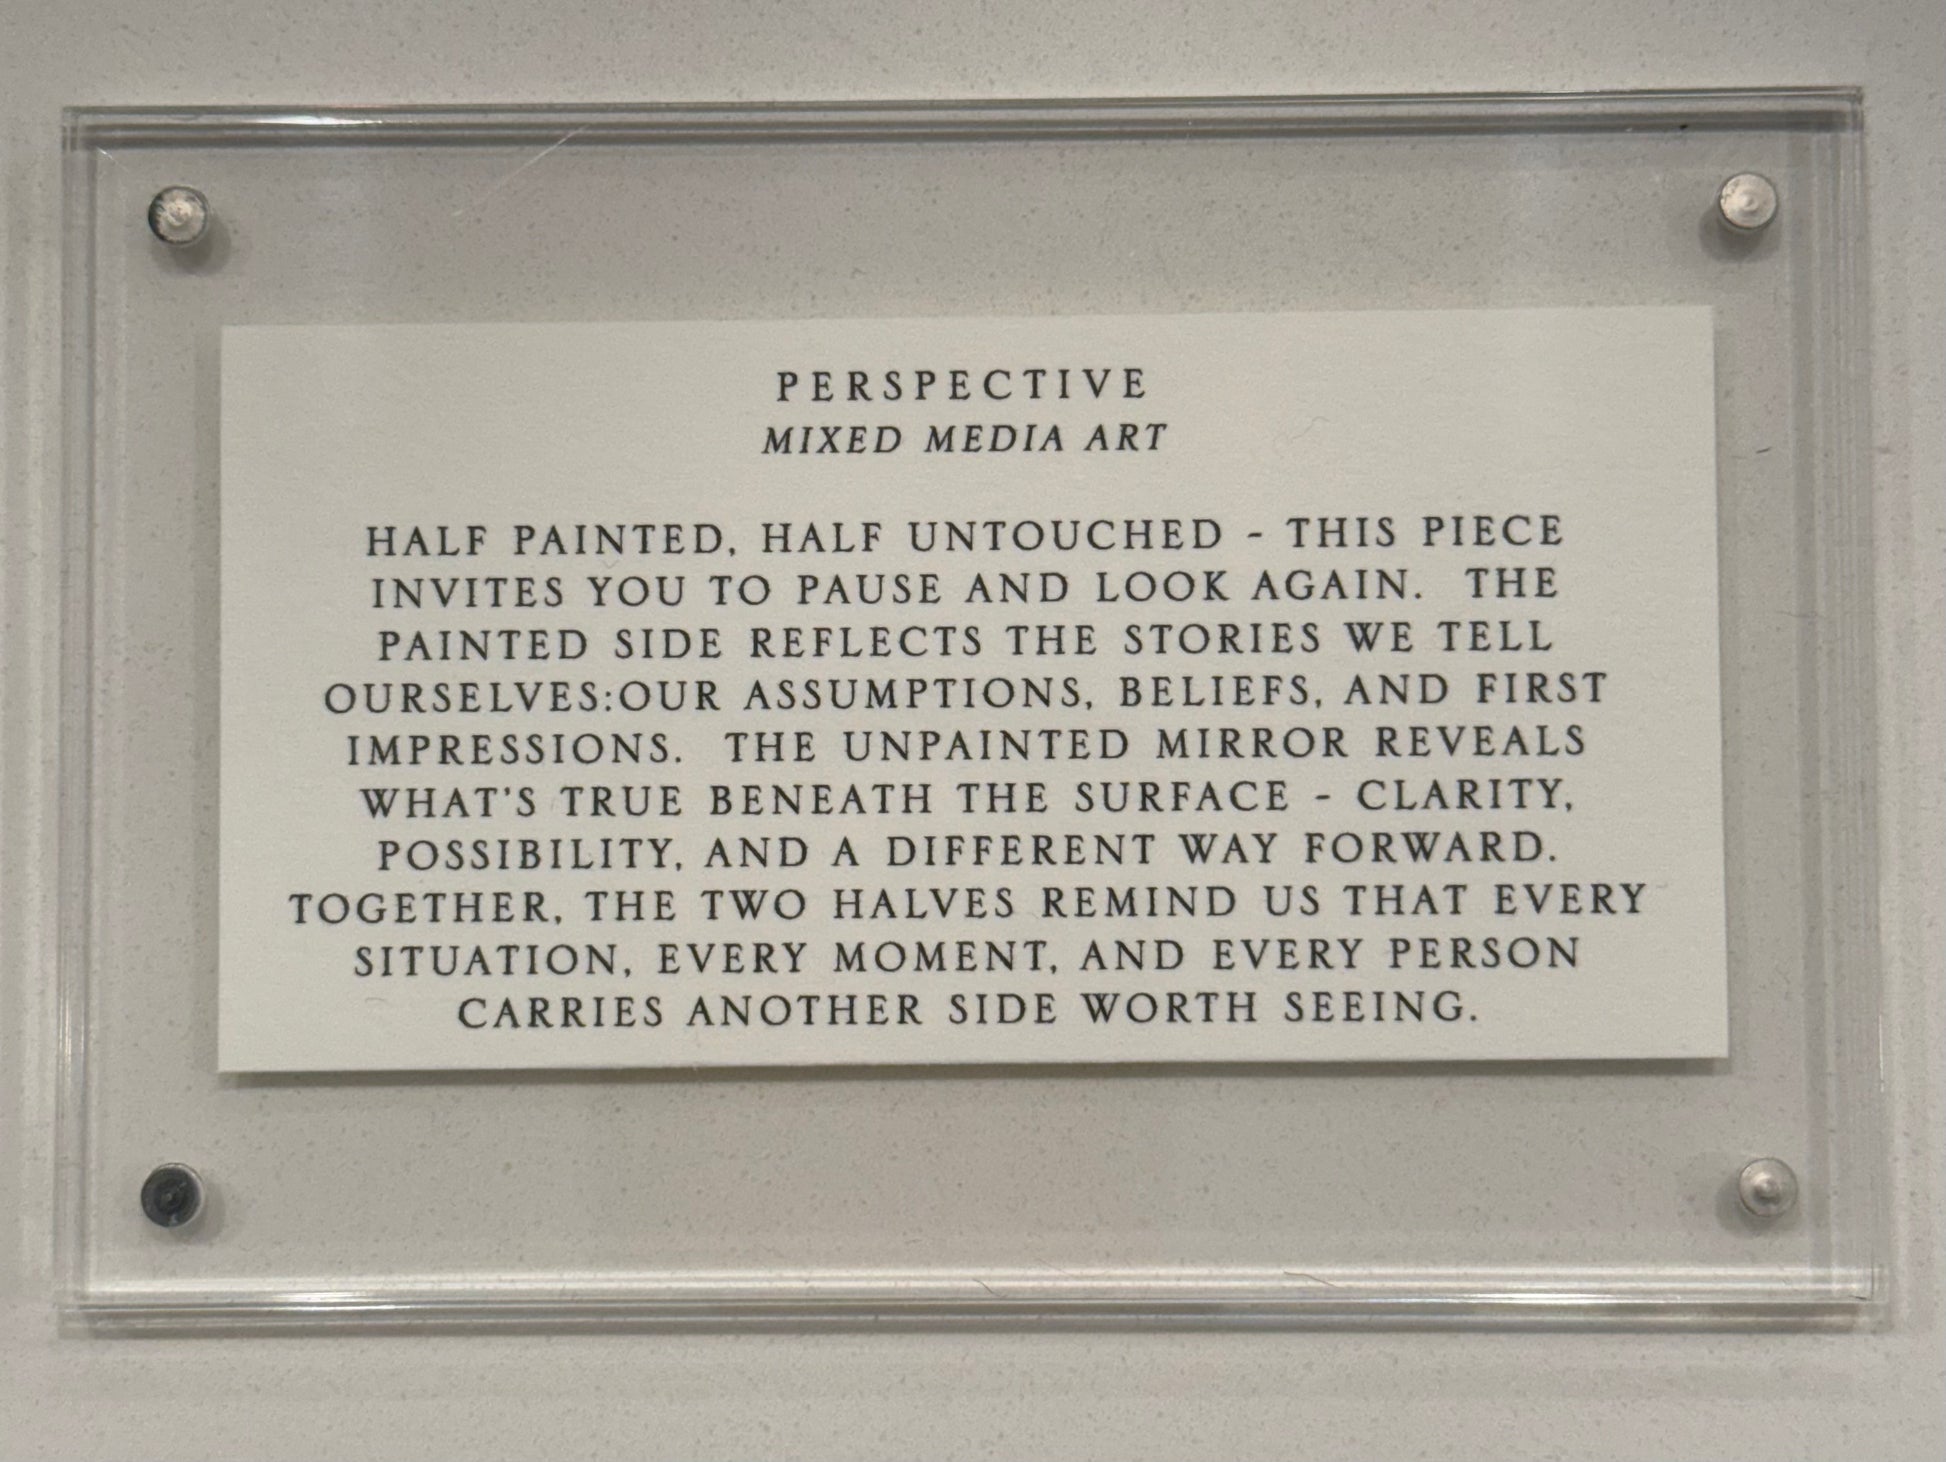 PERSPECTIVE
MIXED MEDIA ART
HALF PAINTED, HALF UNTOUCHED - THIS PIECE
INVITES YOU TO PAUSE AND LOOK AGAIN.  THE
PAINTED SIDE REFLECTS THE STORIES WE TELL
OURSELVES:OUR ASSUMPTIONS, BELIEFS, AND FIRST
IMPRESSIONS.  THE UNPAINTED MIRROR REVEALS
WHAT'S TRUE BENEATH THE SURFACE - CLARITY,
POSSIBILITY, AND A DIFFERENT WAY FORWARD.
TOGETHER, THE TWO HALVES REMIND US THAT EVERY
SITUATION, EVERY MOMENT, AND EVERY PERSON
CARRIES ANOTHER SIDE WORTH SEEING.